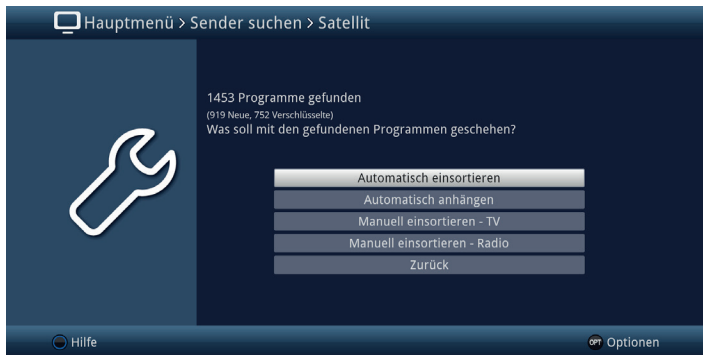 Hauptmenü > Sender suchen > Satellit
1453 Programme gefunden
(919 Neue, 752 Verschlüsselte)
Was soll mit den gefundenen Programmen geschehen?
Automatisch einsortieren
Automatisch anhängen
Manuell einsortieren - TV
Manuell einsortieren - Radio
Zurück
Hilfe
OPT Optionen